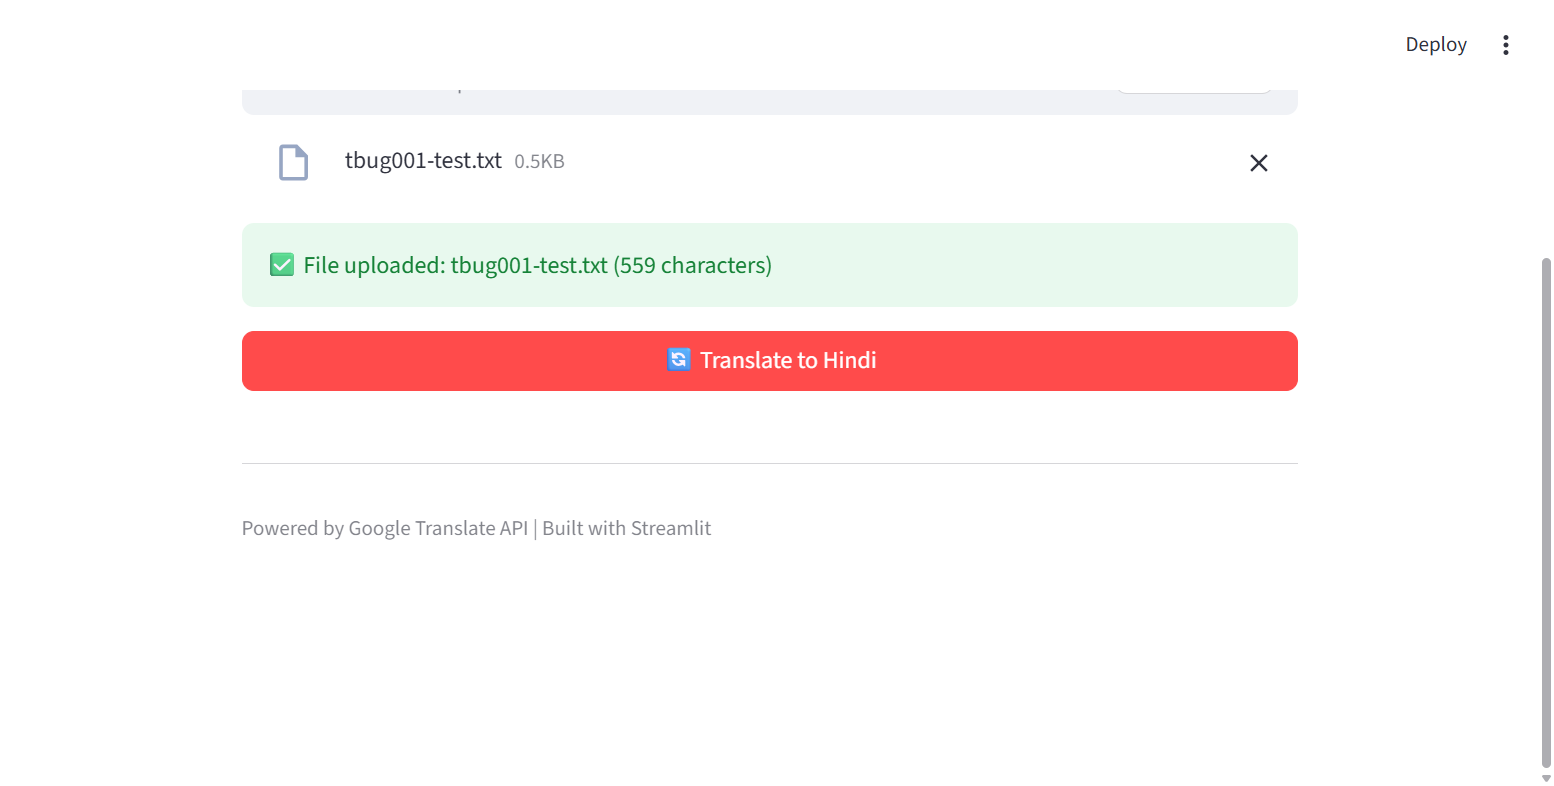 Deploy
tbug001-test.txt 0.5KB
✅ File uploaded: tbug001-test.txt (559 characters)
🔄 Translate to Hindi
Powered by Google Translate API | Built with Streamlit